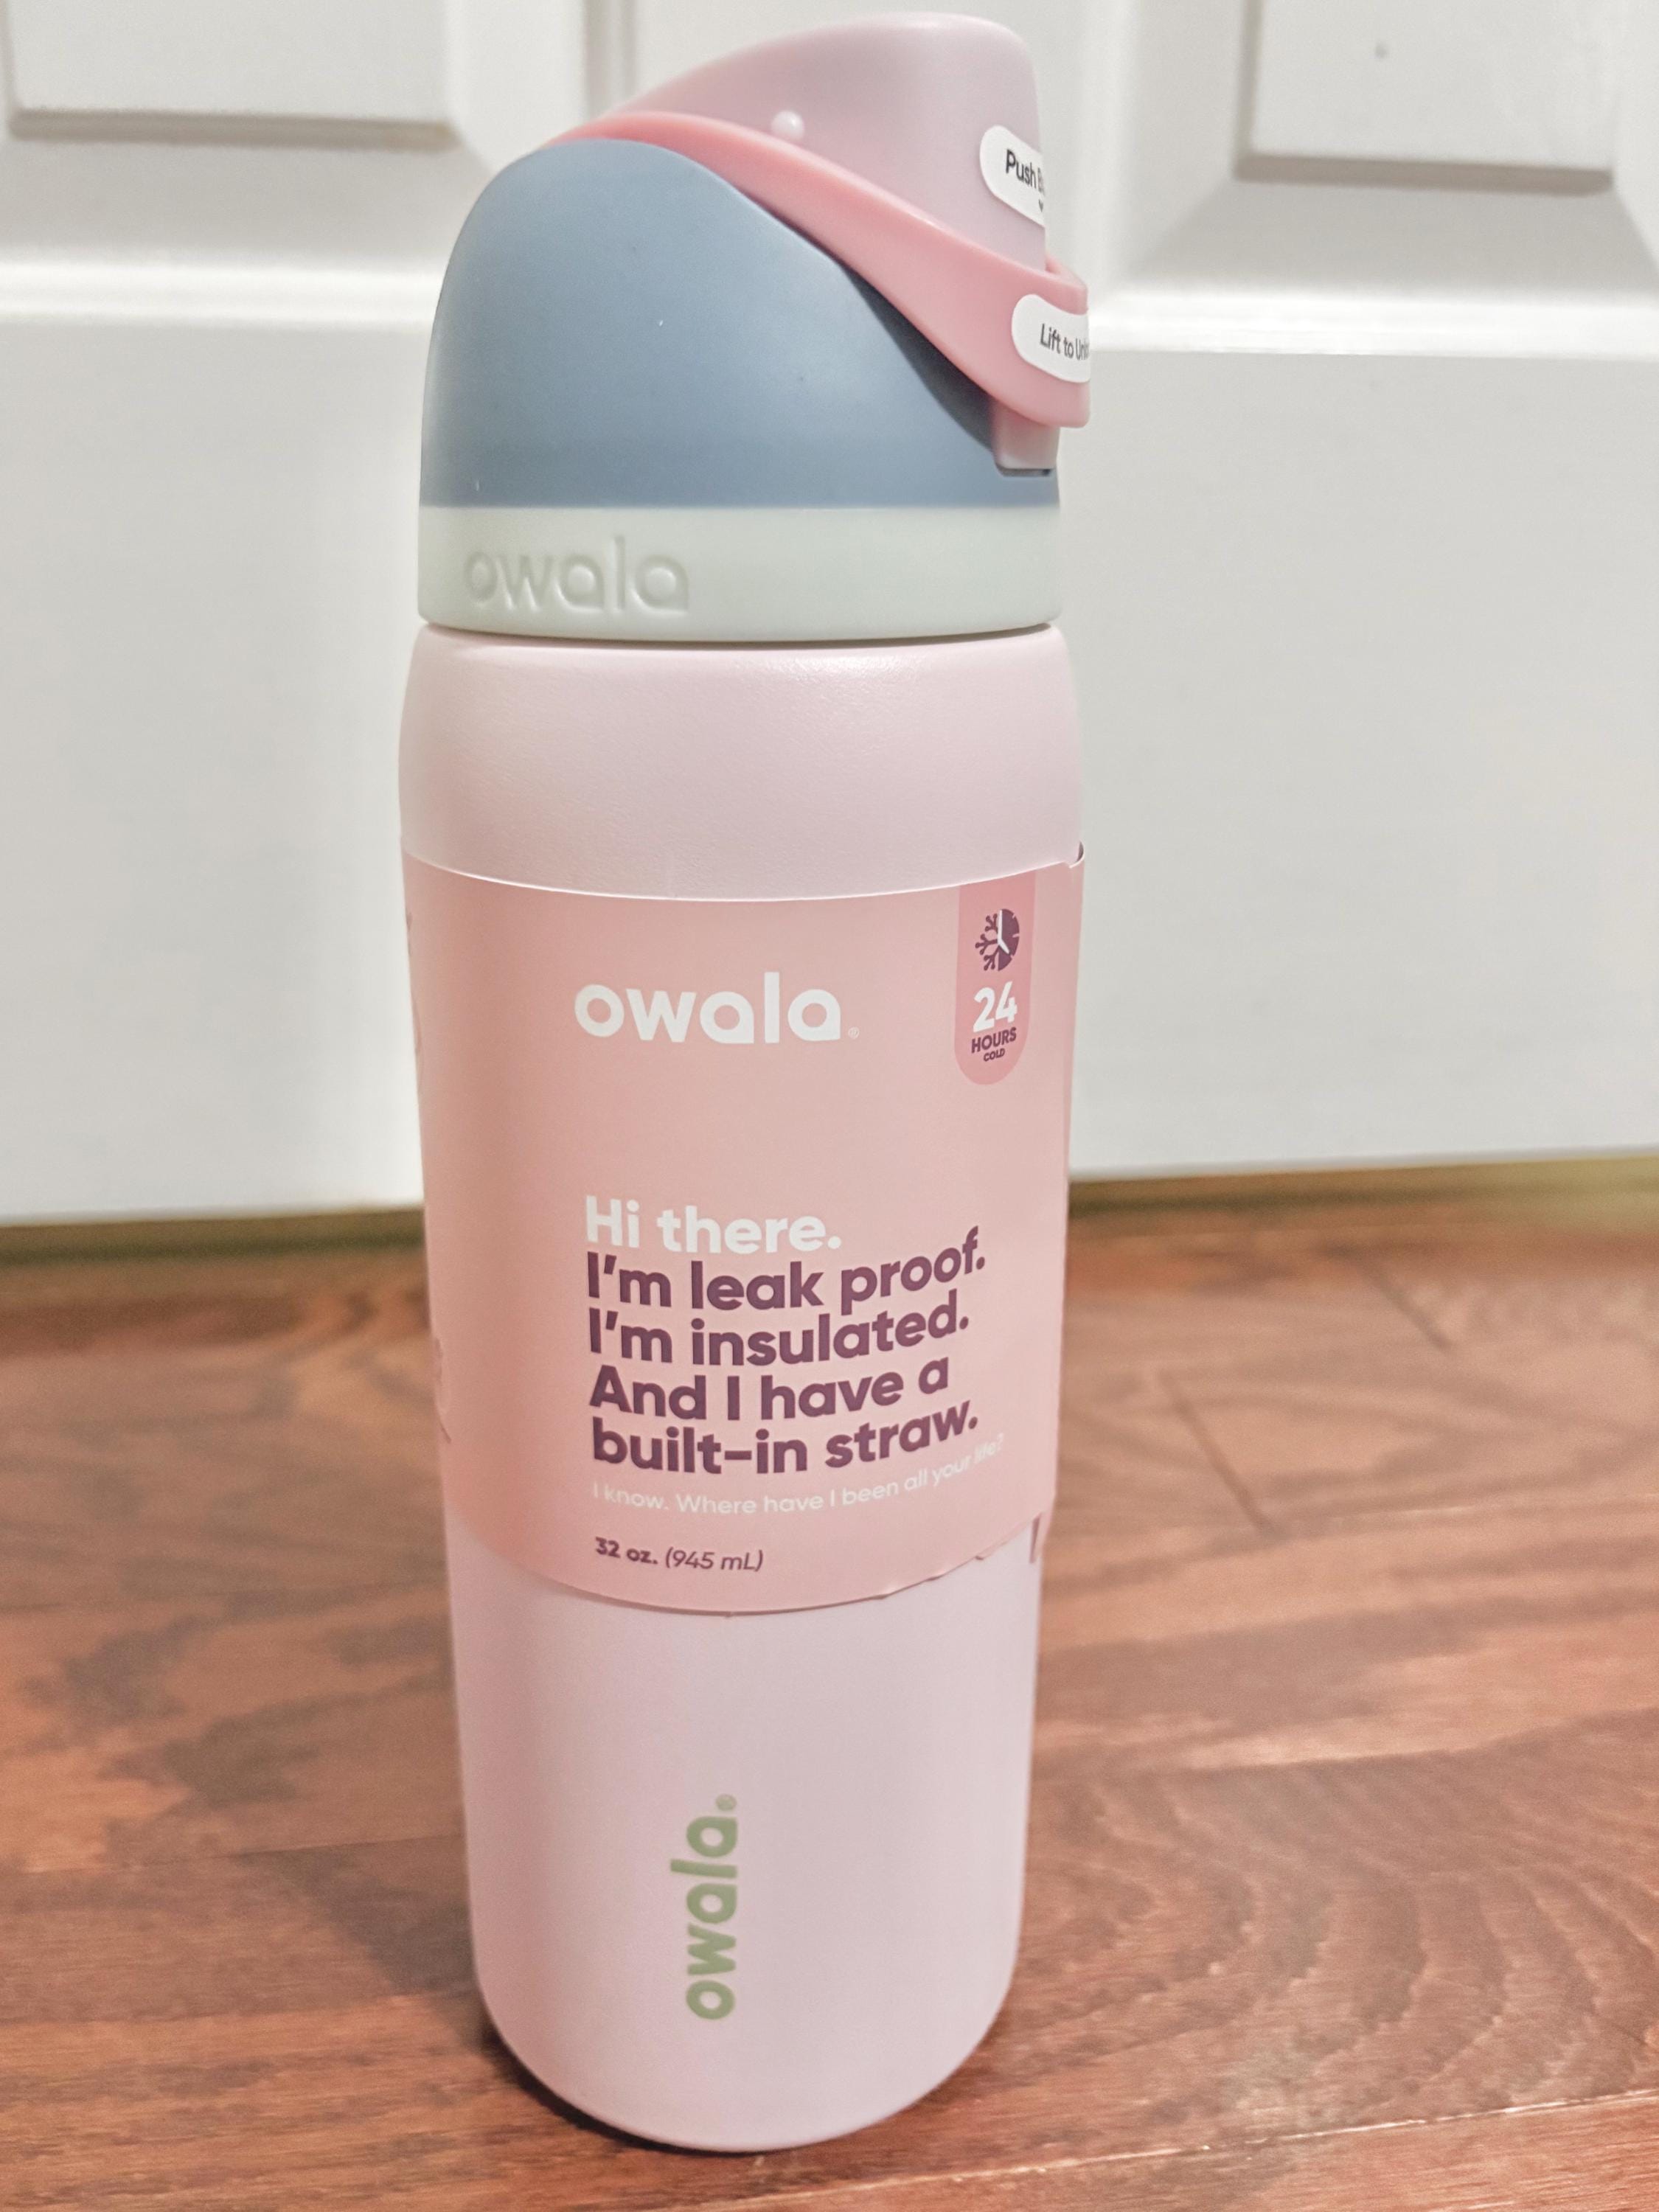 Push
Lift to
owala
owala®
24
HOURS
COLD
Hi there.
I'm leak proof.
I'm insulated.
And I have a
built-in straw.
I know. Where have I been all your life?
32 oz. (945 mL)
owala®